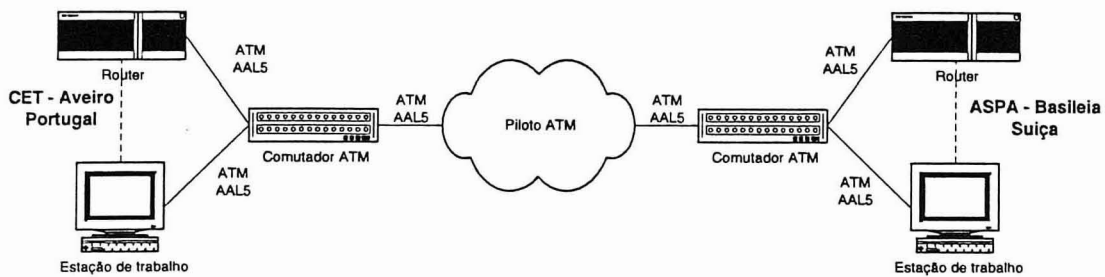 Router
CET - Aveiro
Portugal
Estação de trabalho
ATM
AAL5
ATM
AAL5
Comutador ATM
ATM
AAL5
Piloto ATM
ATM
AAL5
Comutador ATM
ATM
AAL5
ATM
AAL5
Router
ASPA - Basileia
Suiça
Estação de trabalho